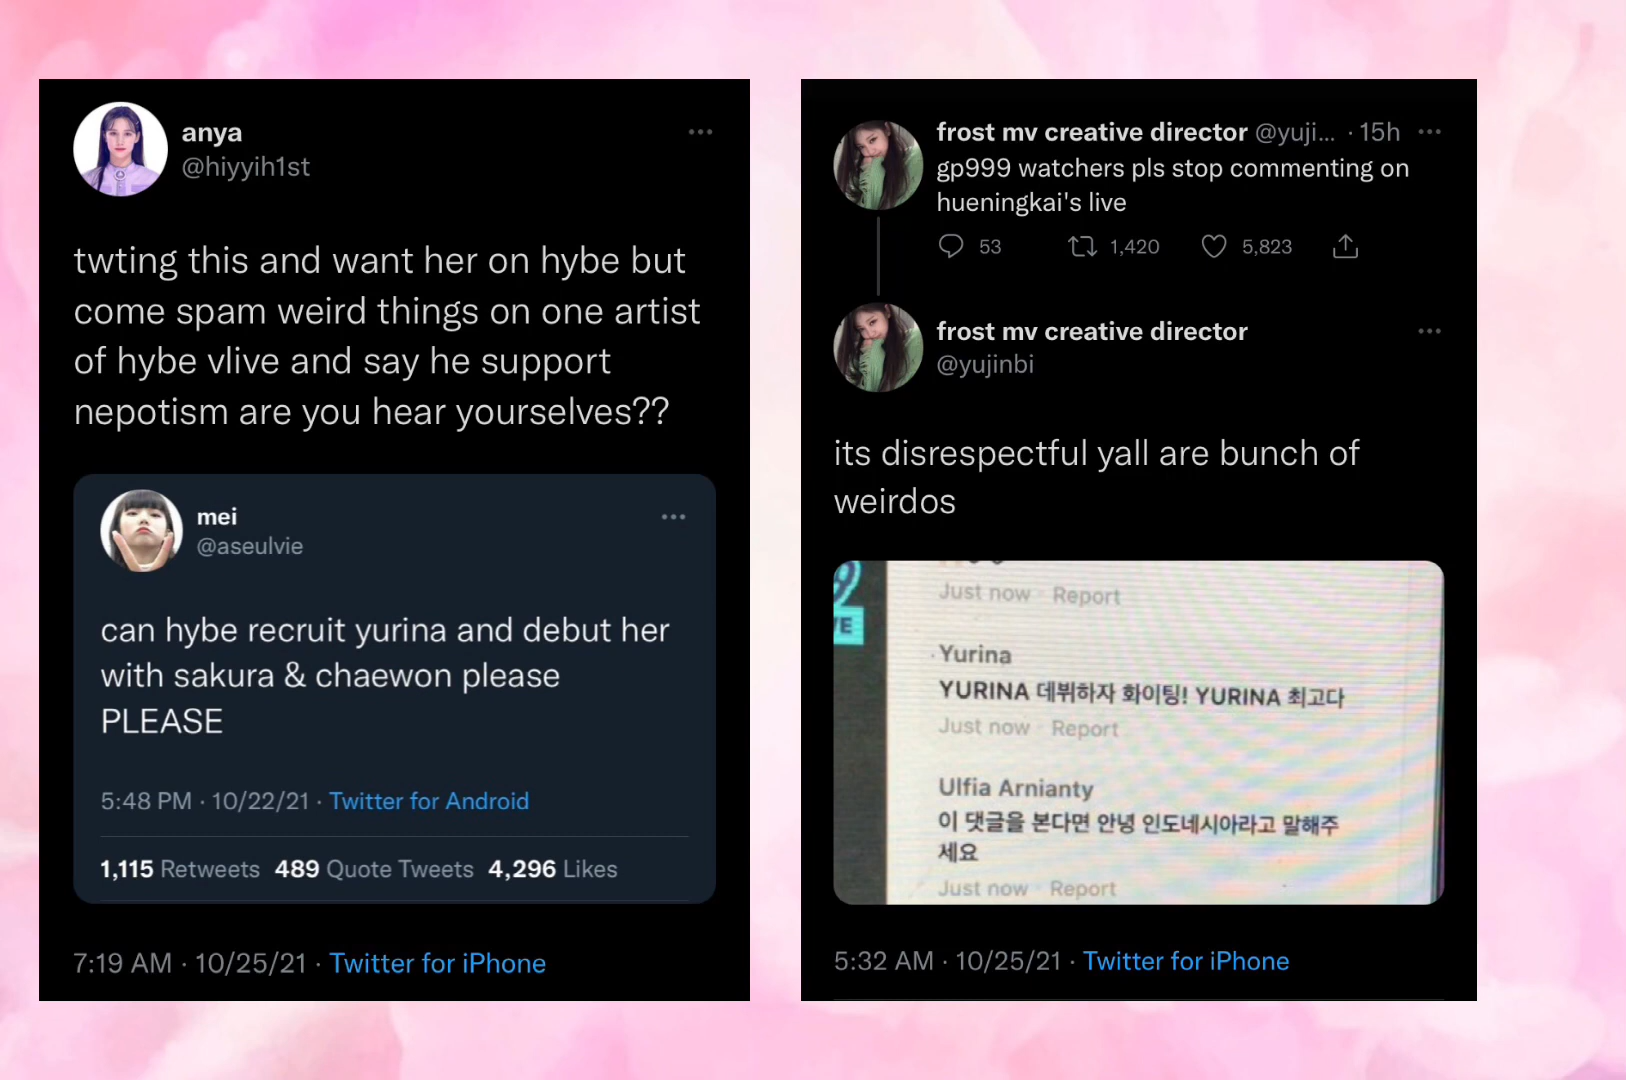 anya
@hiyyih1st
twting this and want her on hybe but
come spam weird things on one artist
of hybe vlive and say he support
nepotism are you hear yourselves??
mei
@aseulvie
can hybe recruit yurina and debut her
with sakura & chaewon please
PLEASE
5:48 PM · 10/22/21 · Twitter for Android
1,115 Retweets 489 Quote Tweets 4,296 Likes
7:19 AM · 10/25/21 · Twitter for iPhone
frost mv creative director @yuji... · 15h
gp999 watchers pls stop commenting on
hueningkai's live
53 1,420 5,823
frost mv creative director
@yujinbi
its disrespectful yall are bunch of
weirdos
Just now · Report
Yurina
YURINA 데뷔하자 화이팅! YURINA 최고다
Just now · Report
Ulfia Arnianty
이 댓글을 본다면 안녕 인도네시아라고 말해주
세요
Just now · Report
5:32 AM · 10/25/21 · Twitter for iPhone